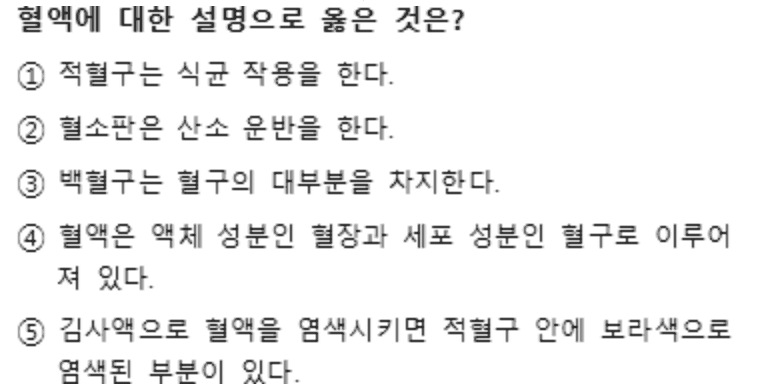 혈액에 대한 설명으로 옳은 것은?
① 적혈구는 식균 작용을 한다.
② 혈소판은 산소 운반을 한다.
③ 백혈구는 혈구의 대부분을 차지한다.
④ 혈액은 액체 성분인 혈장과 세포 성분인 혈구로 이루어
져 있다.
⑤ 김사액으로 혈액을 염색시키면 적혈구 안에 보라색으로
염색된 부분이 있다.